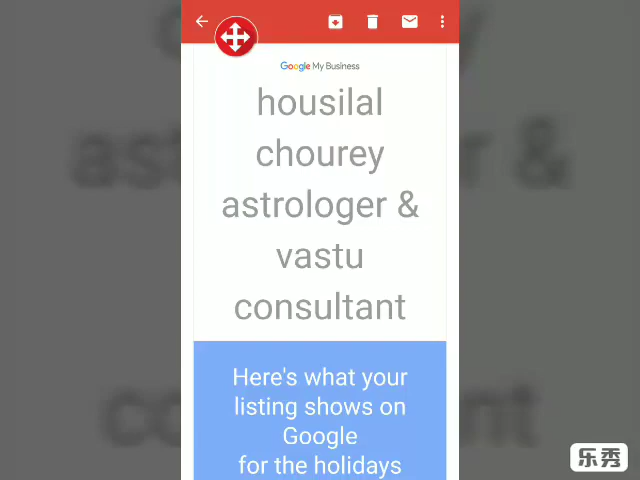 Google My Business
housilal
chourey
astrologer &
vastu
consultant
Here's what your
listing shows on
Google
for the holidays
乐秀